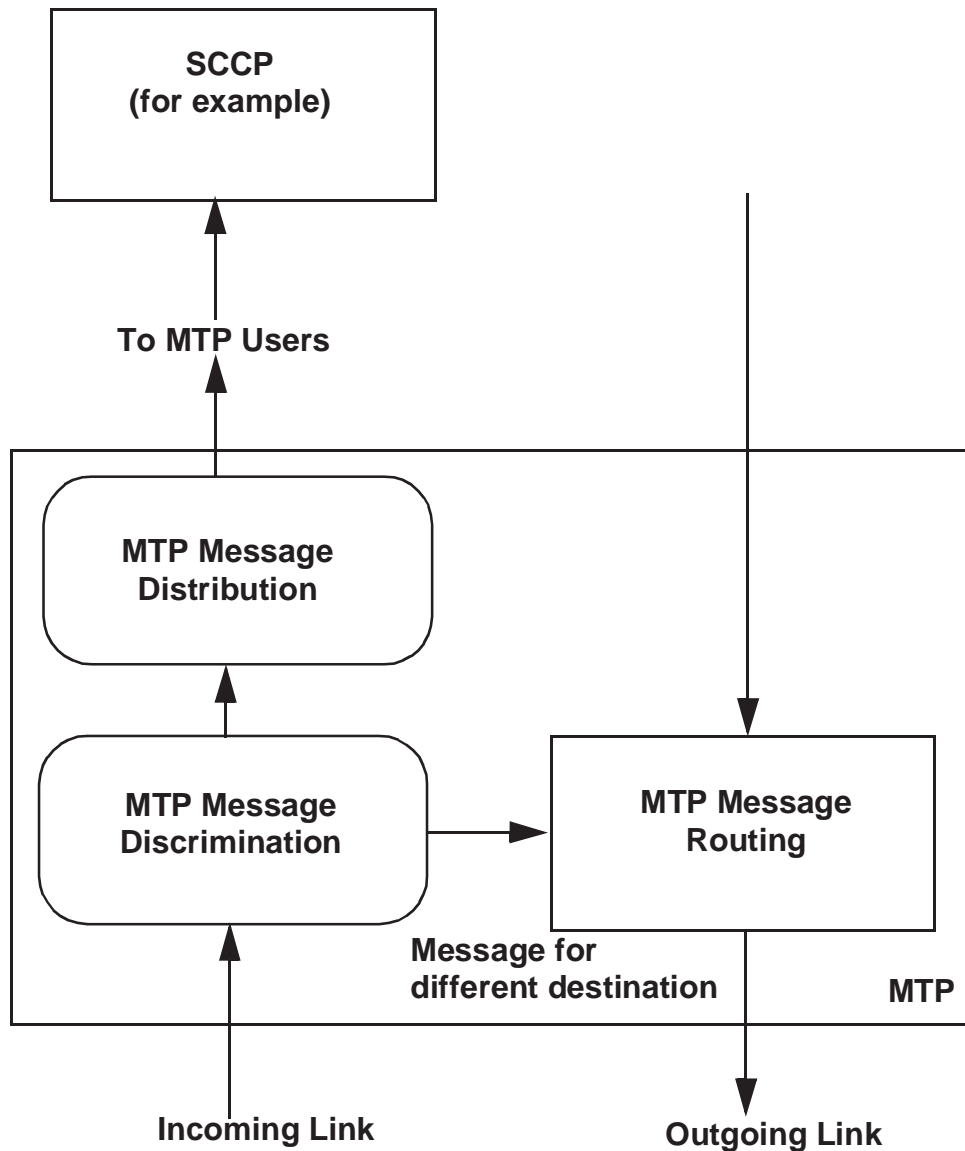 SCCP
(for example)
To MTP Users
MTP Message
Distribution
MTP Message
Discrimination
MTP Message
Routing
Message for
different destination
MTP
Incoming Link
Outgoing Link